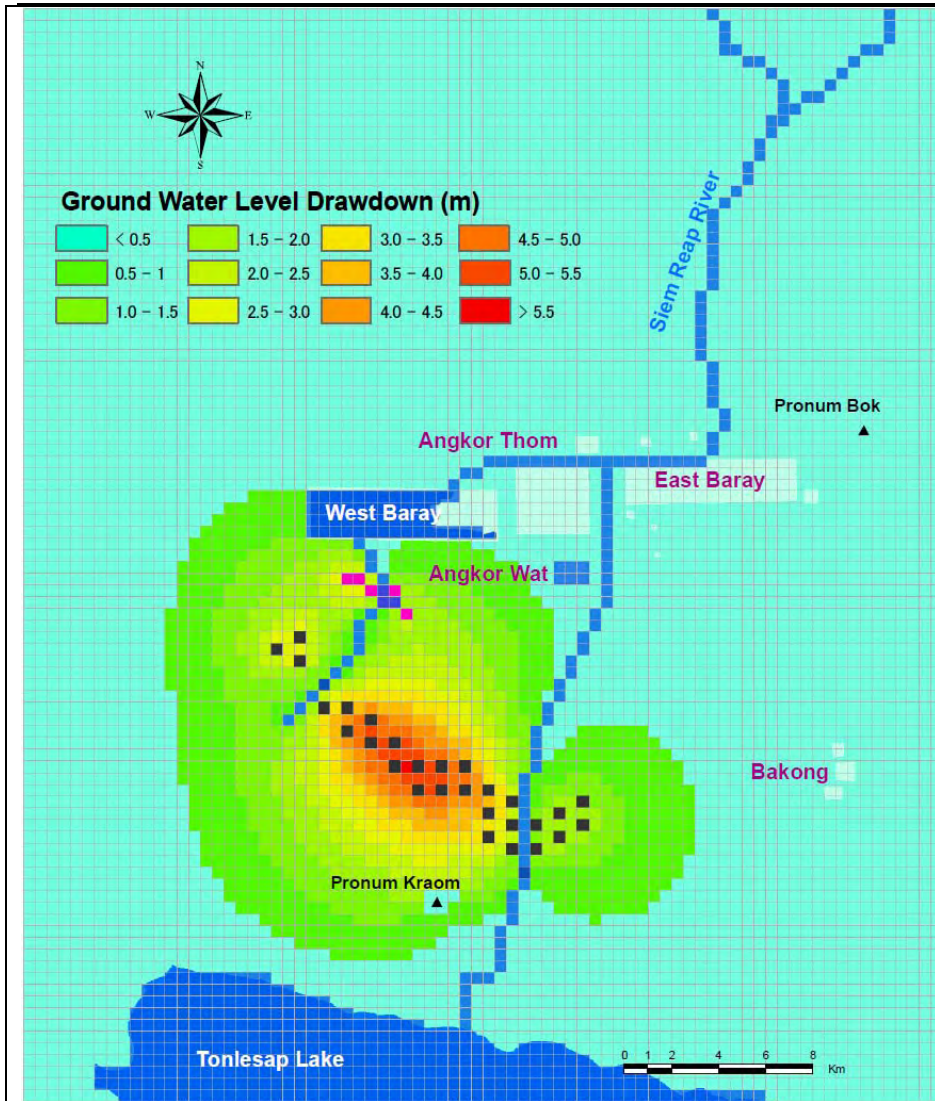 N
W E
S
Ground Water Level Drawdown (m)
< 0.5 1.5 - 2.0 3.0 - 3.5 4.5 - 5.0
0.5 - 1 2.0 - 2.5 3.5 - 4.0 5.0 - 5.5
1.0 - 1.5 2.5 - 3.0 4.0 - 4.5 > 5.5
Siem Reap River
Pronum Bok
Angkor Thom
East Baray
West Baray
Angkor Wat
Bakong
Pronum Kraom
Tonlesap Lake
0 1 2 4 6 8
Km